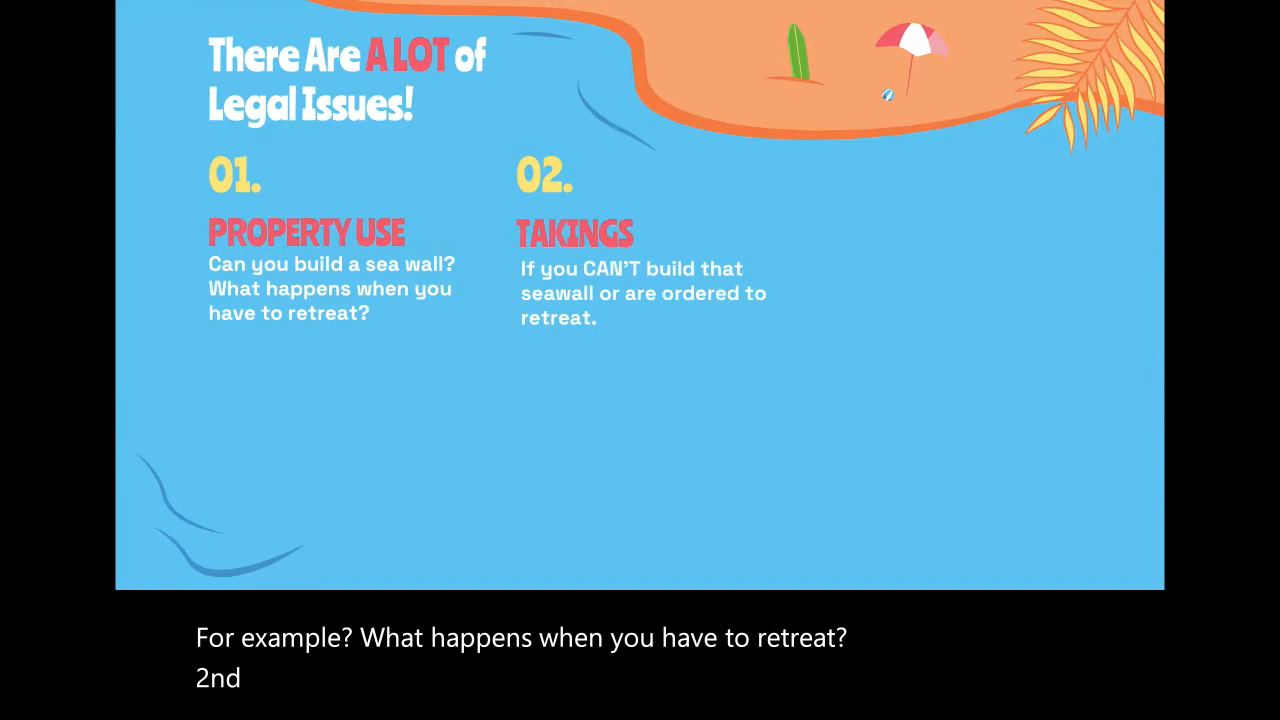 There Are A LOT of
Legal Issues!
01.
PROPERTY USE
Can you build a sea wall?
What happens when you
have to retreat?
02.
TAKINGS
If you CAN'T build that
seawall or are ordered to
retreat.
For example? What happens when you have to retreat?
2nd